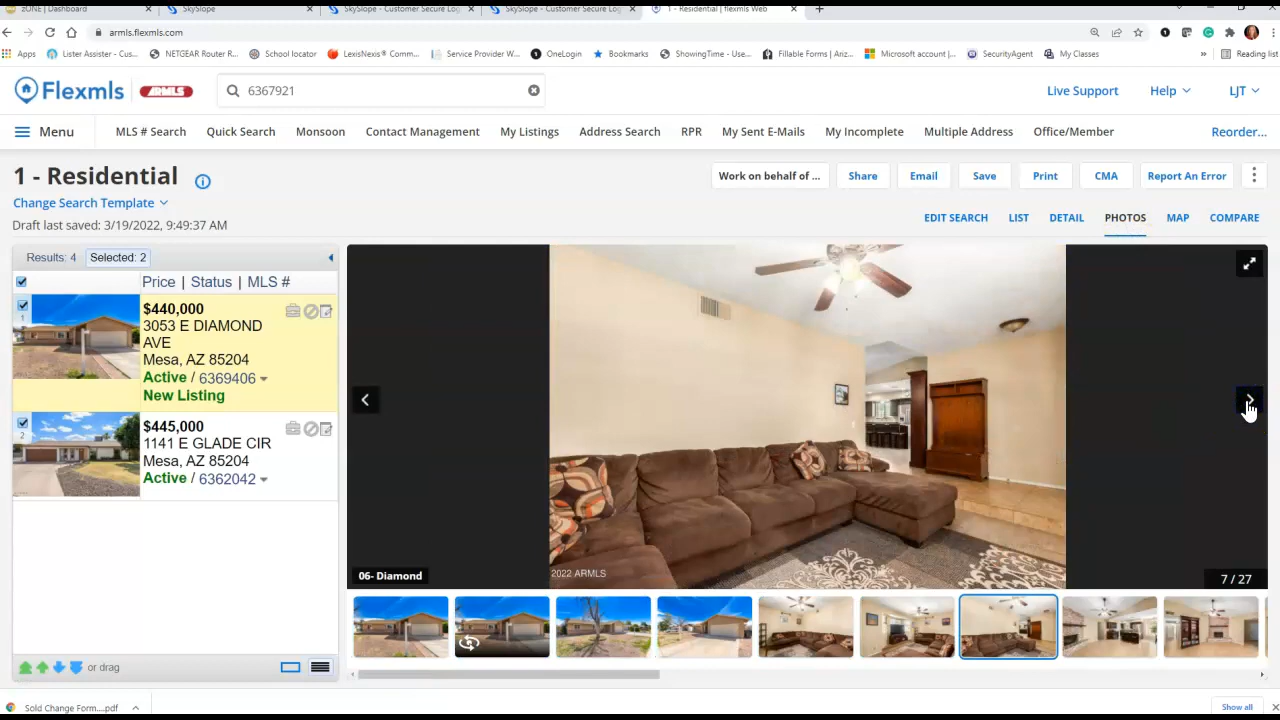 zONE | Dashboard
SkySlope
SkySlope - Customer Secure Log
SkySlope - Customer Secure Log
1 - Residential | flexmls Web
arml​s.flexmls.com
Apps
Lister Assister - Cus...
NETGEAR Router R...
School locator
LexisNexis® Comm...
Service Provider W...
OneLogin
Bookmarks
ShowingTime - Use...
Fillable Forms | Ariz...
Microsoft account |...
SecurityAgent
My Classes
»
Reading list
Flexmls
ARMLS
6367921
Live Support
Help
LJT
Menu
MLS # Search
Quick Search
Monsoon
Contact Management
My Listings
Address Search
RPR
My Sent E-Mails
My Incomplete
Multiple Address
Office/Member
Reorder...
1 - Residential
Work on behalf of ...
Share
Email
Save
Print
CMA
Report An Error
Change Search Template
Draft last saved: 3/19/2022, 9:49:37 AM
EDIT SEARCH
LIST
DETAIL
PHOTOS
MAP
COMPARE
Results: 4
Selected: 2
Price | Status | MLS #
1
$440,000
3053 E DIAMOND
AVE
Mesa, AZ 85204
Active / 6369406
New Listing
2
$445,000
1141 E GLADE CIR
Mesa, AZ 85204
Active / 6362042
2022 ARMLS
06- Diamond
7 / 27
or drag
Sold Change Form....pdf
Show all